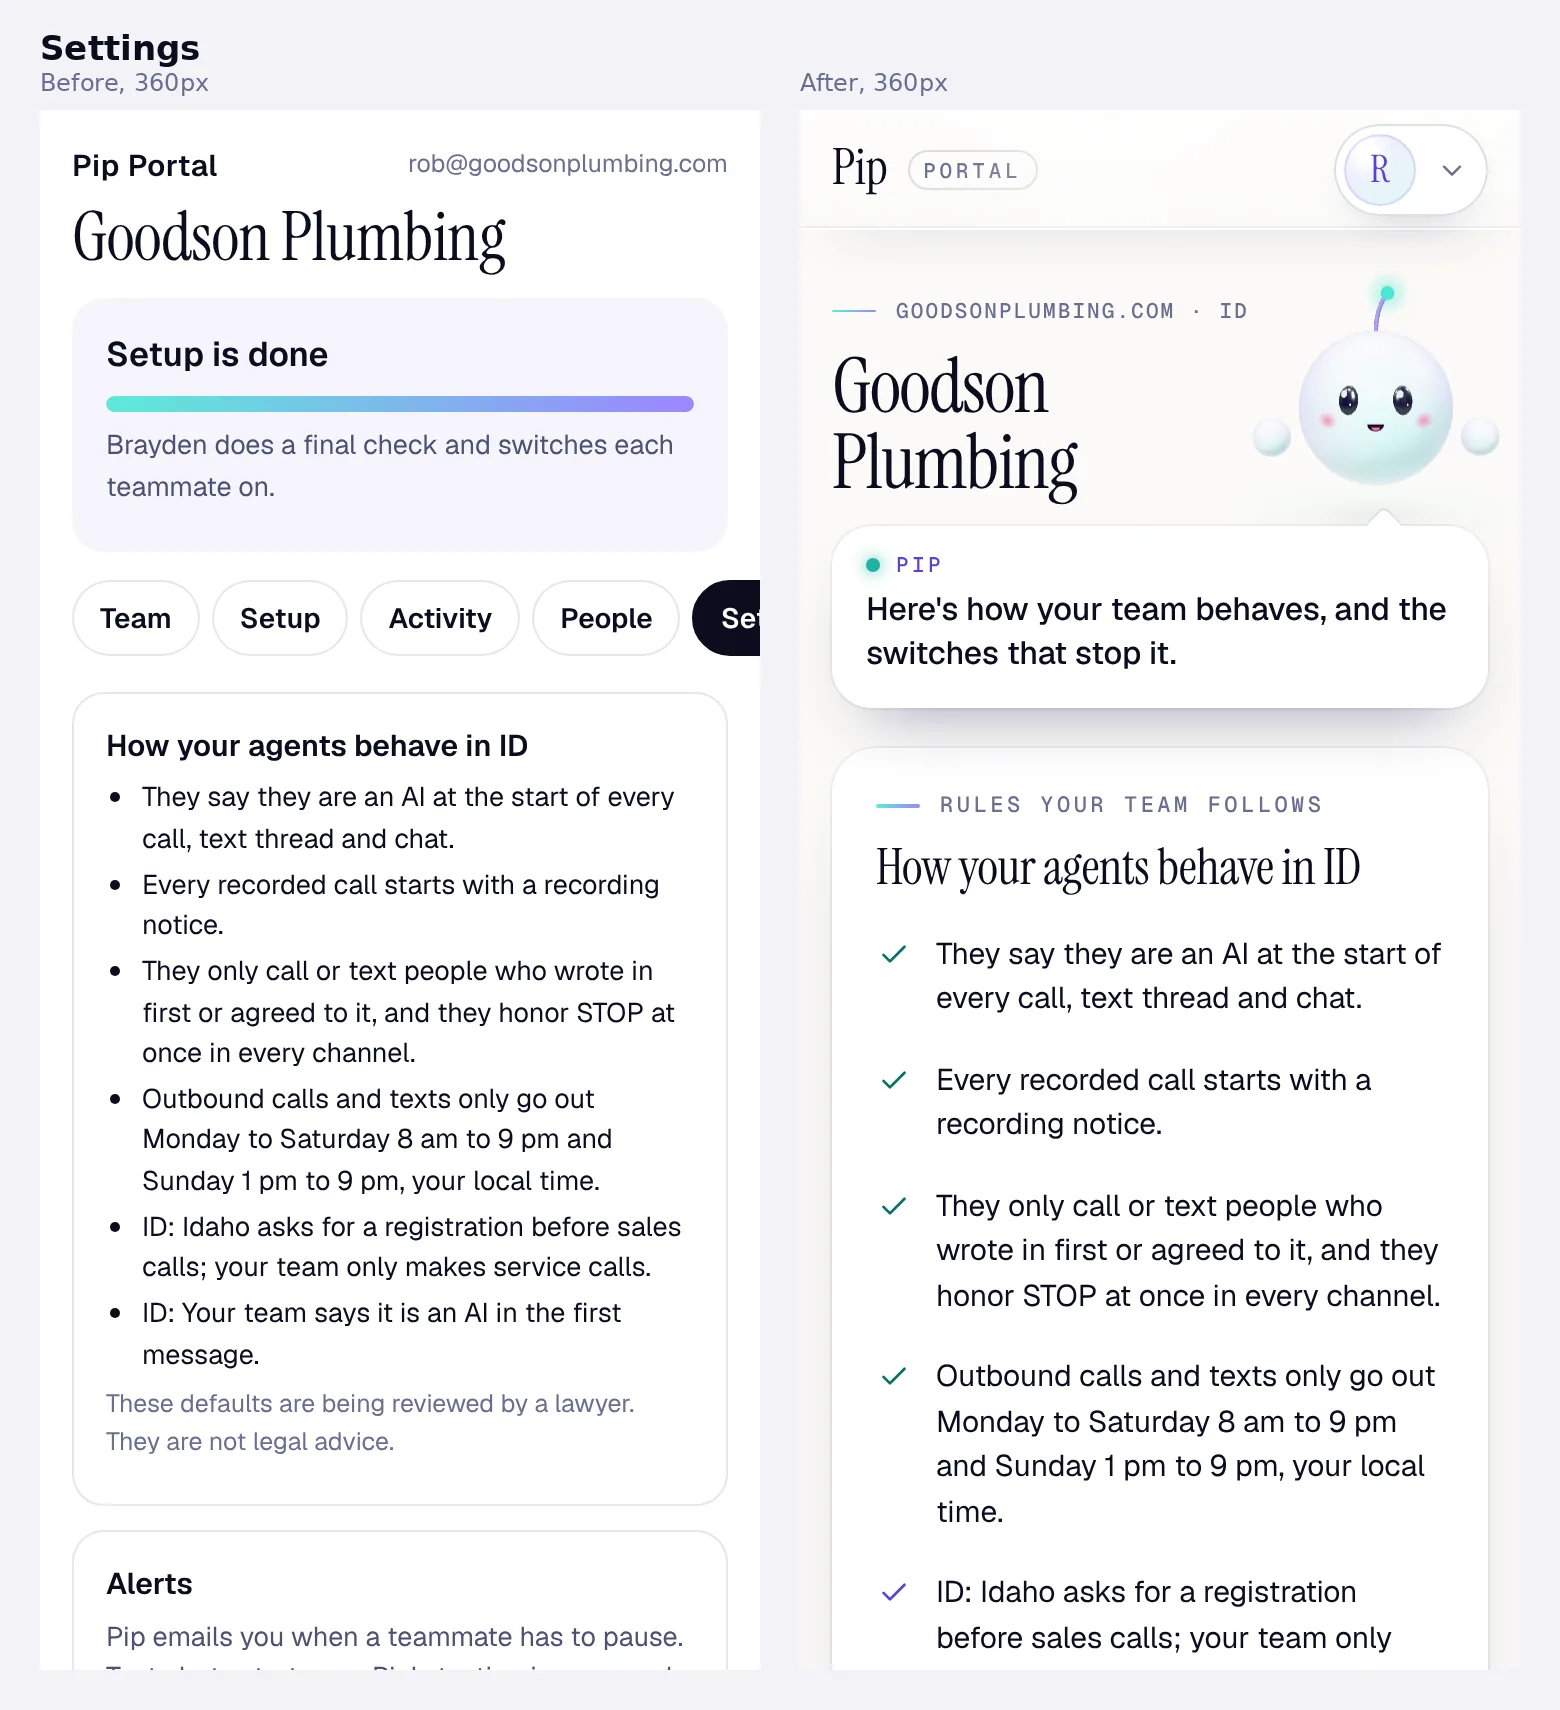 Settings
Before, 360px
Pip Portal
rob@goodsonplumbing.com
Goodson Plumbing
Setup is done
Brayden does a final check and switches each
teammate on.
Team
Setup
Activity
People
Set
How your agents behave in ID
They say they are an AI at the start of every
call, text thread and chat.
Every recorded call starts with a recording
notice.
They only call or text people who wrote in
first or agreed to it, and they honor STOP at
once in every channel.
Outbound calls and texts only go out
Monday to Saturday 8 am to 9 pm and
Sunday 1 pm to 9 pm, your local time.
ID: Idaho asks for a registration before sales
calls; your team only makes service calls.
ID: Your team says it is an AI in the first
message.
These defaults are being reviewed by a lawyer.
They are not legal advice.
Alerts
Pip emails you when a teammate has to pause.
After, 360px
Pip
PORTAL
R
GOODSONPLUMBING.COM · ID
Goodson
Plumbing
PIP
Here's how your team behaves, and the
switches that stop it.
RULES YOUR TEAM FOLLOWS
How your agents behave in ID
They say they are an AI at the start of
every call, text thread and chat.
Every recorded call starts with a
recording notice.
They only call or text people who
wrote in first or agreed to it, and they
honor STOP at once in every channel.
Outbound calls and texts only go out
Monday to Saturday 8 am to 9 pm
and Sunday 1 pm to 9 pm, your local
time.
ID: Idaho asks for a registration
before sales calls; your team only